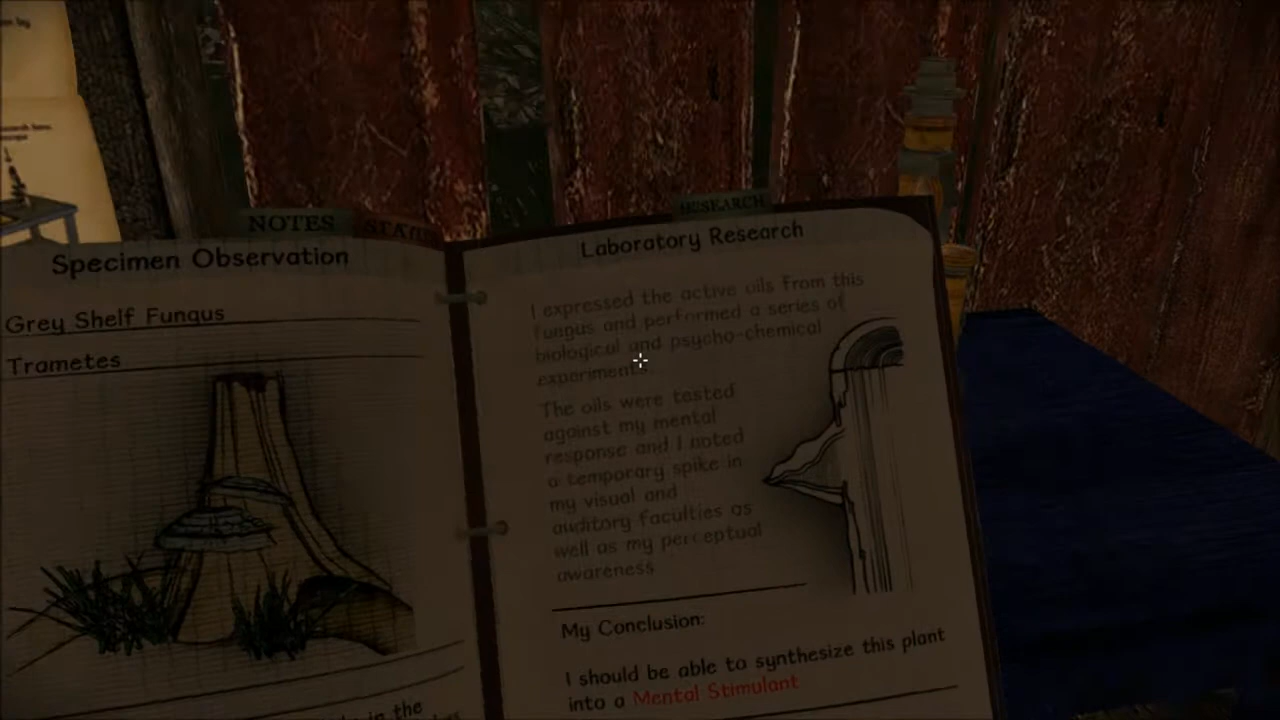 NOTES
STATUS
RESEARCH
Specimen Observation
Grey Shelf Fungus
Trametes
in the
Laboratory Research
I expressed the active oils from this
fungus and performed a series of
biological and psycho-chemical
experiments.
The oils were tested
against my mental
response and I noted
a temporary spike in
my visual and
auditory faculties as
well as my perceptual
awareness
My Conclusion:
I should be able to synthesize this plant
into a Mental Stimulant